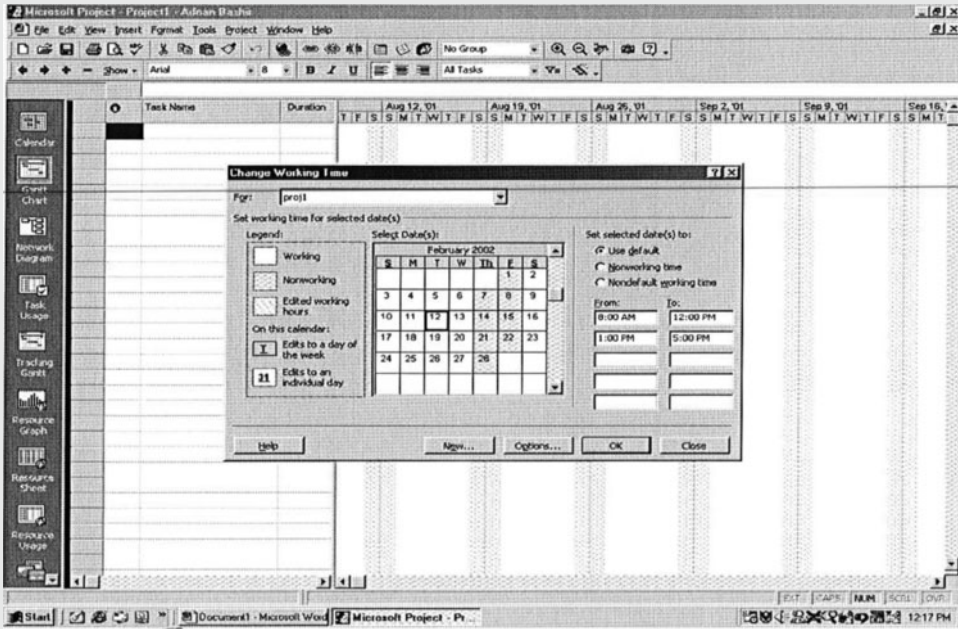 Microsoft Project - Project1 - Adnan Basha
File Edit View Insert Format Tools Project Window Help
No Group
Show Arial 8 B I U All Tasks
Task Name Duration
Aug 12, '01 Aug 19, '01 Aug 26, '01 Sep 2, '01 Sep 9, '01 Sep 16, '
T F S S M T W T F S S M T W T F S S M T W T F S S M T W T F S S M T W T F S S M T
Calendar
Gantt Chart
Network Diagram
Task Usage
Tracking Gantt
Resource Graph
Resource Sheet
Resource Usage
Change Working Time
For: proj1
Set working time for selected date(s)
Legend:
Working
Nonworking
Edited working hours
On this calendar:
T Edits to a day of the week
31 Edits to an individual day
Select Date(s):
February 2002
S M T W Th F S
1 2
3 4 5 6 7 8 9
10 11 12 13 14 15 16
17 18 19 20 21 22 23
24 25 26 27 28
Set selected date(s) to:
Use default
Nonworking time
Nondefault working time
From: To:
8:00 AM 12:00 PM
1:00 PM 5:00 PM
Help New... Options... OK Close
EXT CAPS NUM SCRL OVR
Start Document1 - Microsoft Word Microsoft Project - Pr... 12:17 PM